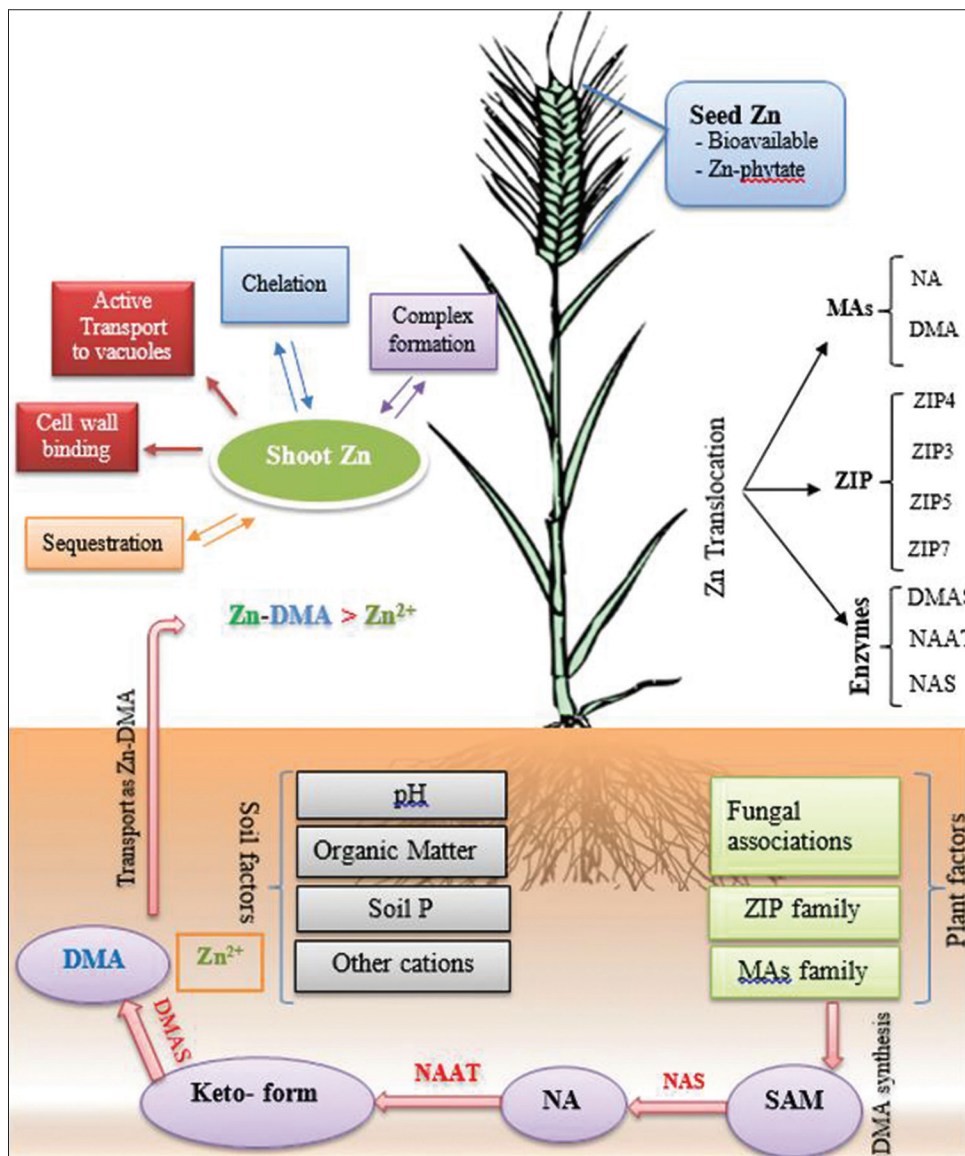 Seed Zn
- Bioavailable
- Zn-phytate
Chelation
Active
Transport
to vacuoles
Complex
formation
Cell wall
binding
Shoot Zn
Sequestration
Zn-DMA > Zn²⁺
Zn Translocation
MAs
NA
DMA
ZIP
ZIP4
ZIP3
ZIP5
ZIP7
Enzymes
DMAS
NAAT
NAS
Transport as Zn-DMA
Soil factors
pH
Organic Matter
Soil P
Other cations
Fungal
associations
ZIP family
MAs family
Plant factors
DMA
Zn²⁺
DMAS
Keto- form
NAAT
NA
NAS
SAM
DMA synthesis